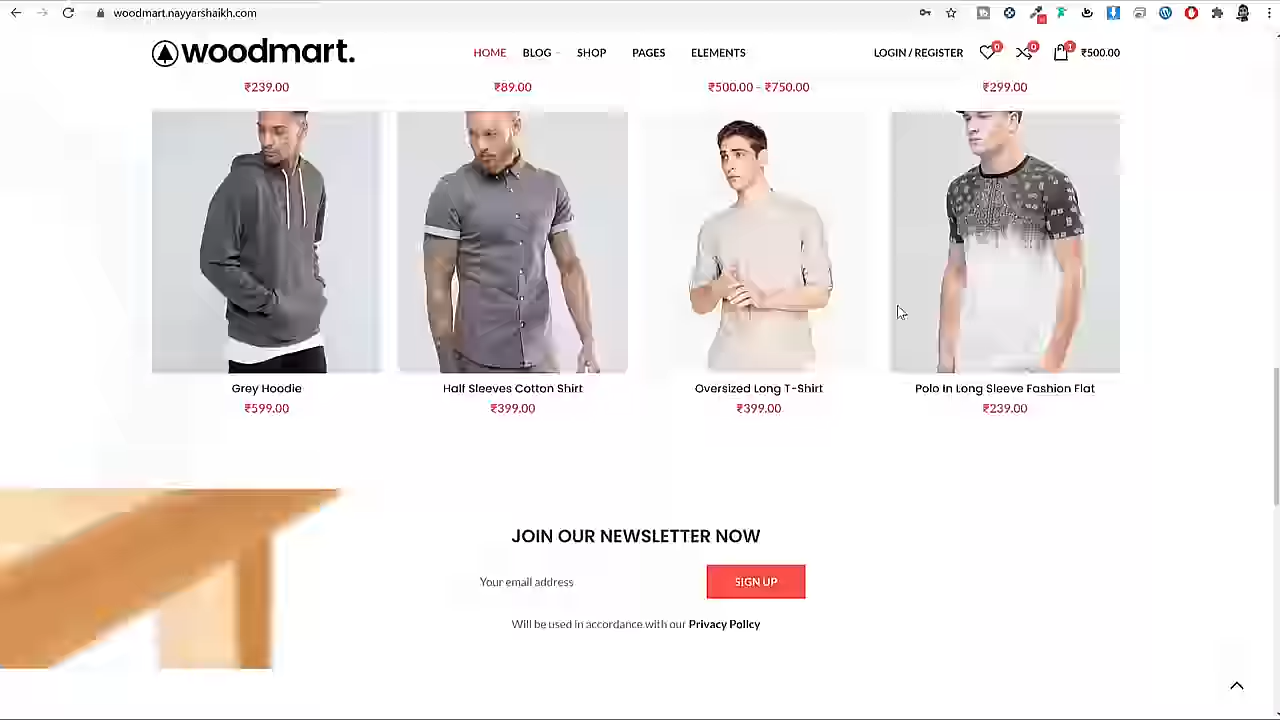 woodmart.nayyarshaikh.com
woodmart. HOME BLOG SHOP PAGES ELEMENTS LOGIN / REGISTER 0 0 1 ₹500.00
₹239.00 ₹89.00 ₹500.00 – ₹750.00 ₹299.00
Grey Hoodie Half Sleeves Cotton Shirt Oversized Long T-Shirt Polo In Long Sleeve Fashion Flat
₹599.00 ₹399.00 ₹399.00 ₹239.00
JOIN OUR NEWSLETTER NOW
Your email address SIGN UP
Will be used in accordance with our Privacy Policy